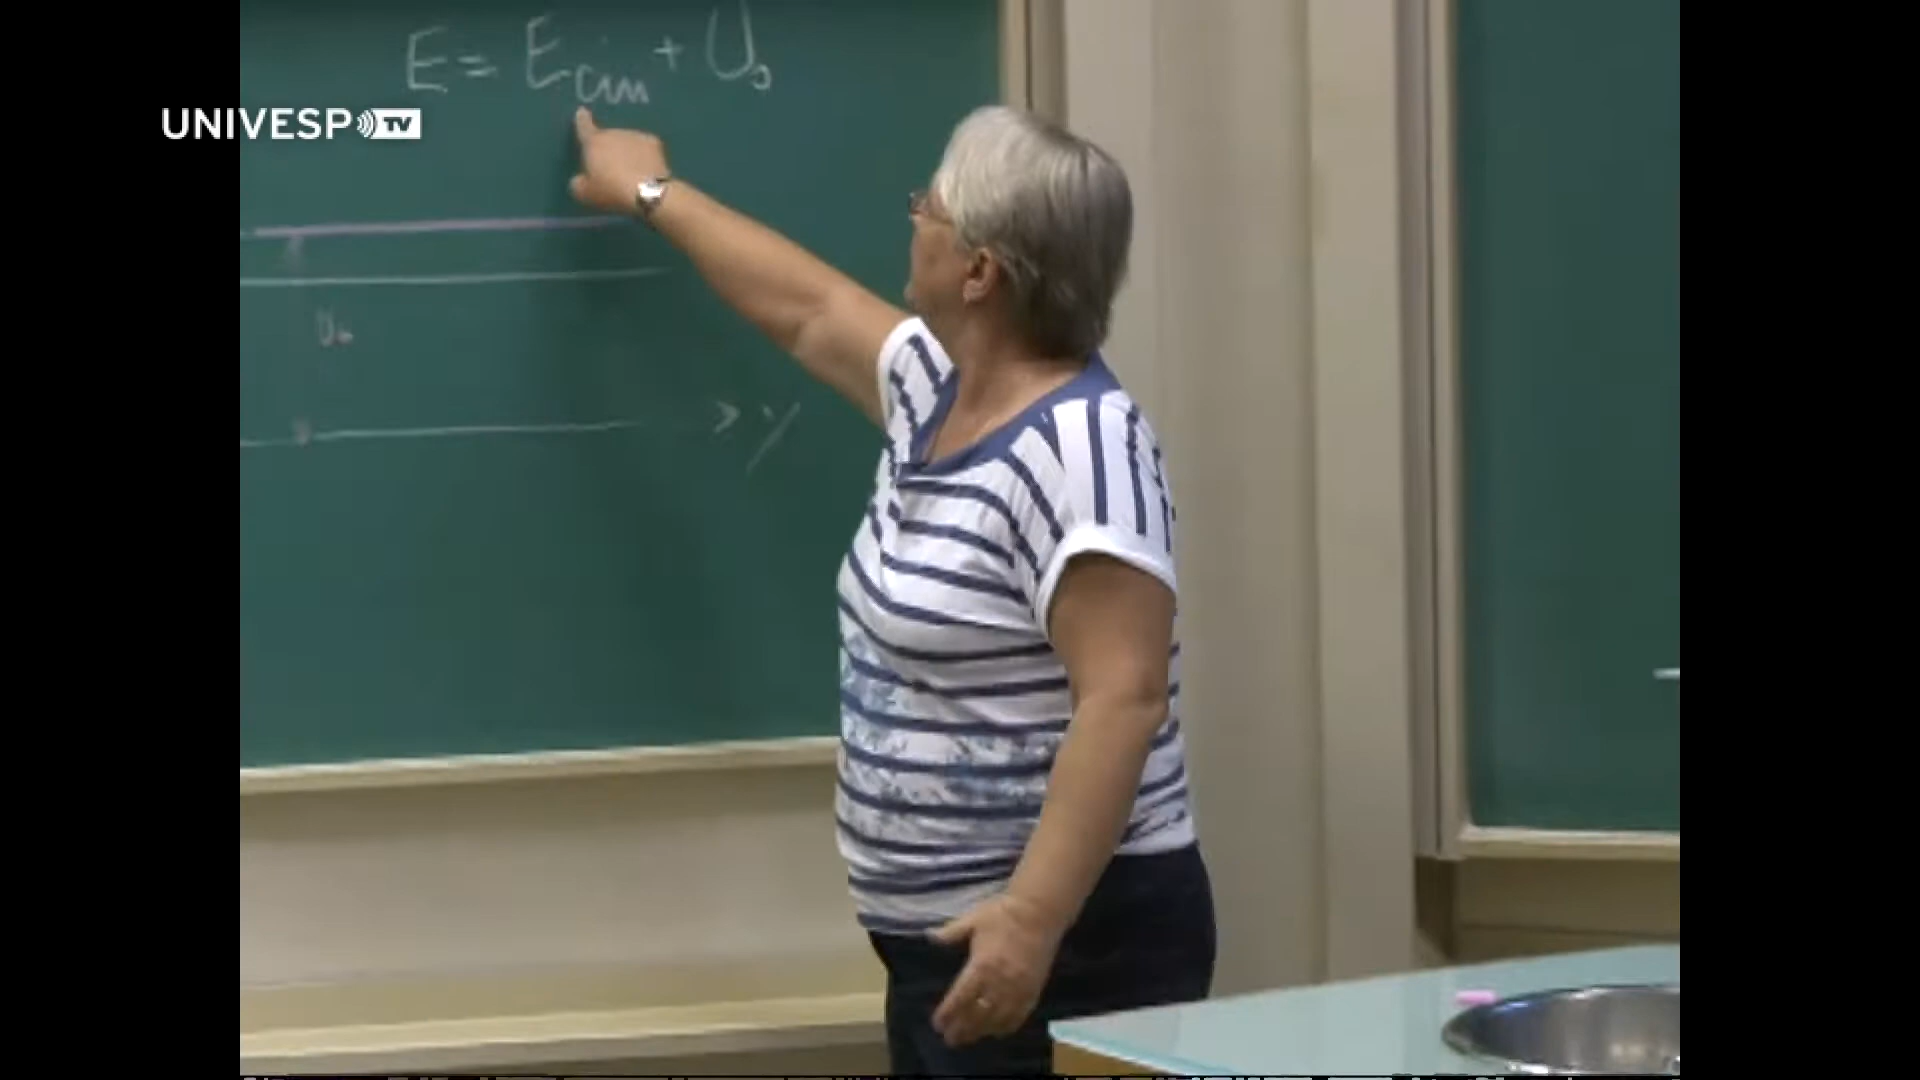 E = Ecin + U₀
UNIVESP TV
U₀
> y